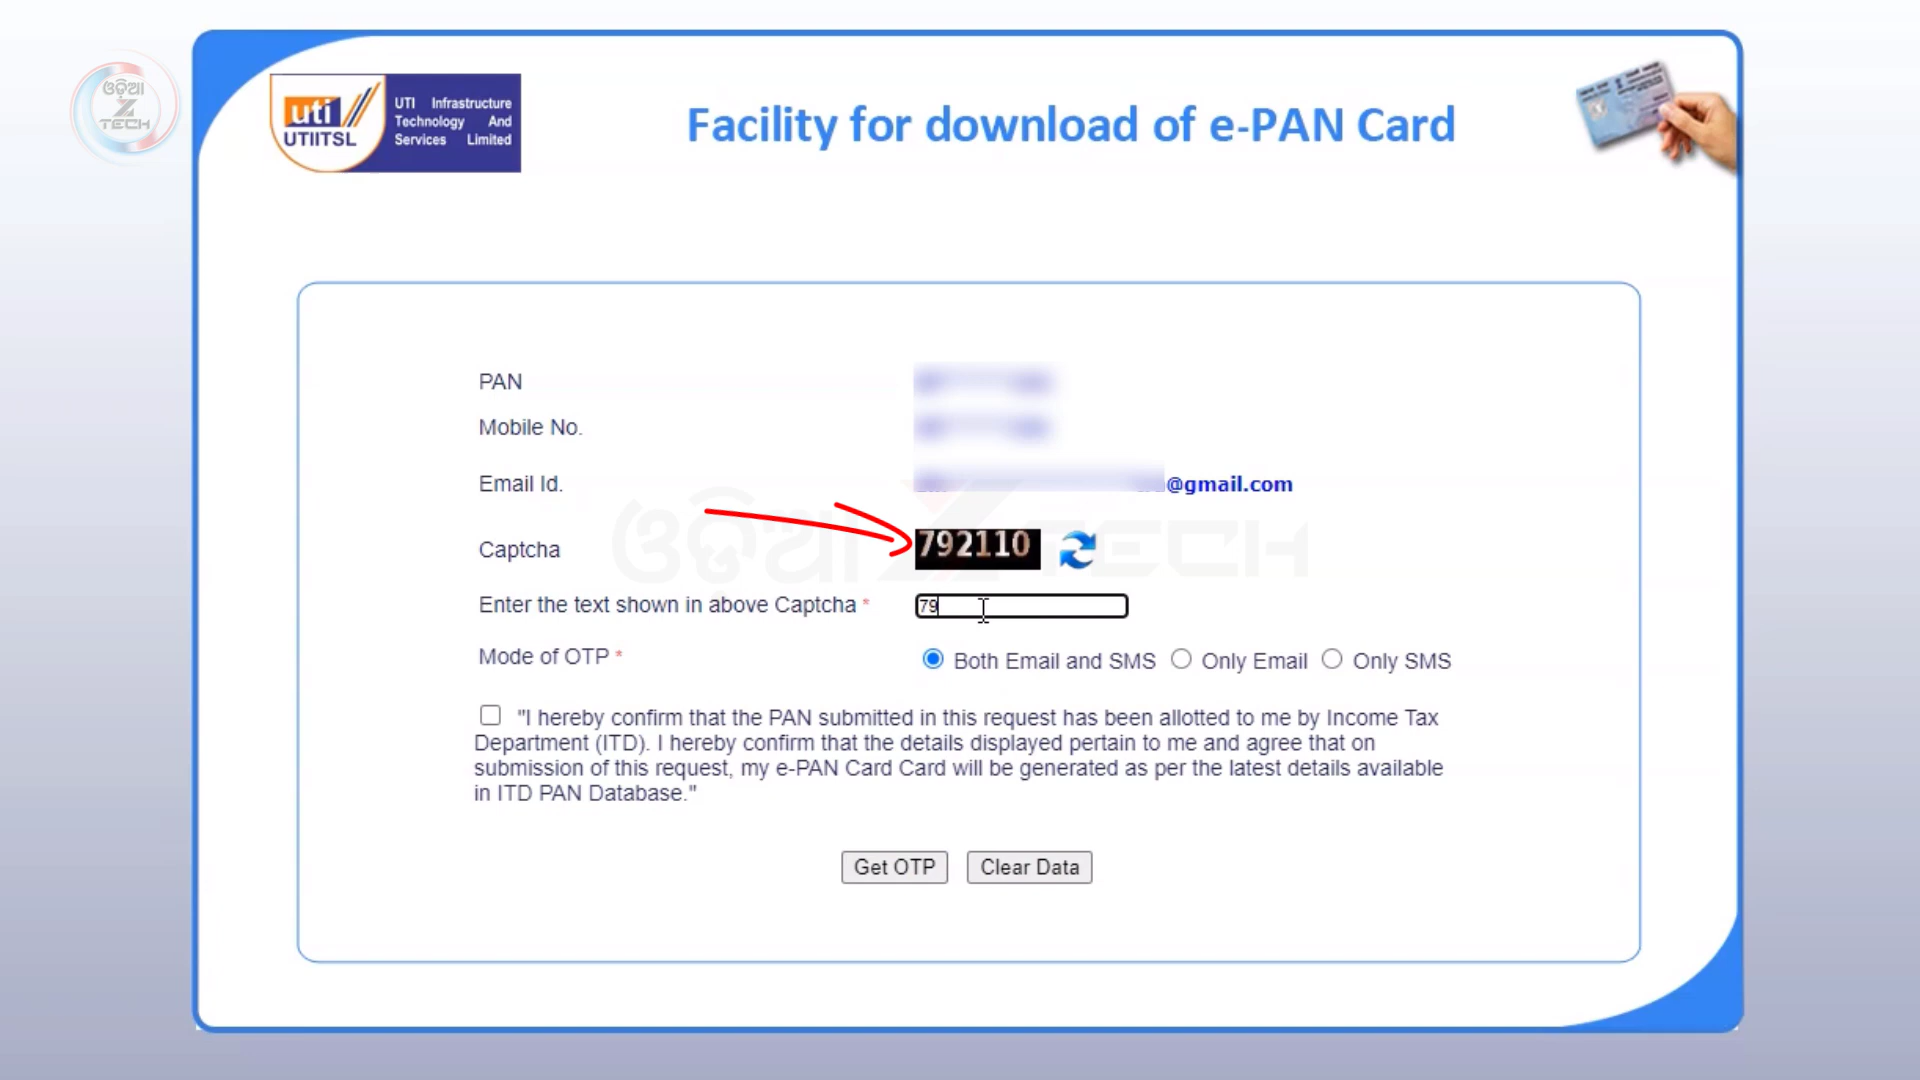 ଓଡ଼ିଆ
Z
TECH
uti
UTIITSL
UTI Infrastructure
Technology And
Services Limited
Facility for download of e-PAN Card
PAN
Mobile No.
Email Id.
@gmail.com
ଓଡ଼ିଆ Z TECH
Captcha
792110
Enter the text shown in above Captcha *
79
Mode of OTP *
Both Email and SMS Only Email Only SMS
"I hereby confirm that the PAN submitted in this request has been allotted to me by Income Tax
Department (ITD). I hereby confirm that the details displayed pertain to me and agree that on
submission of this request, my e-PAN Card Card will be generated as per the latest details available
in ITD PAN Database."
Get OTP Clear Data